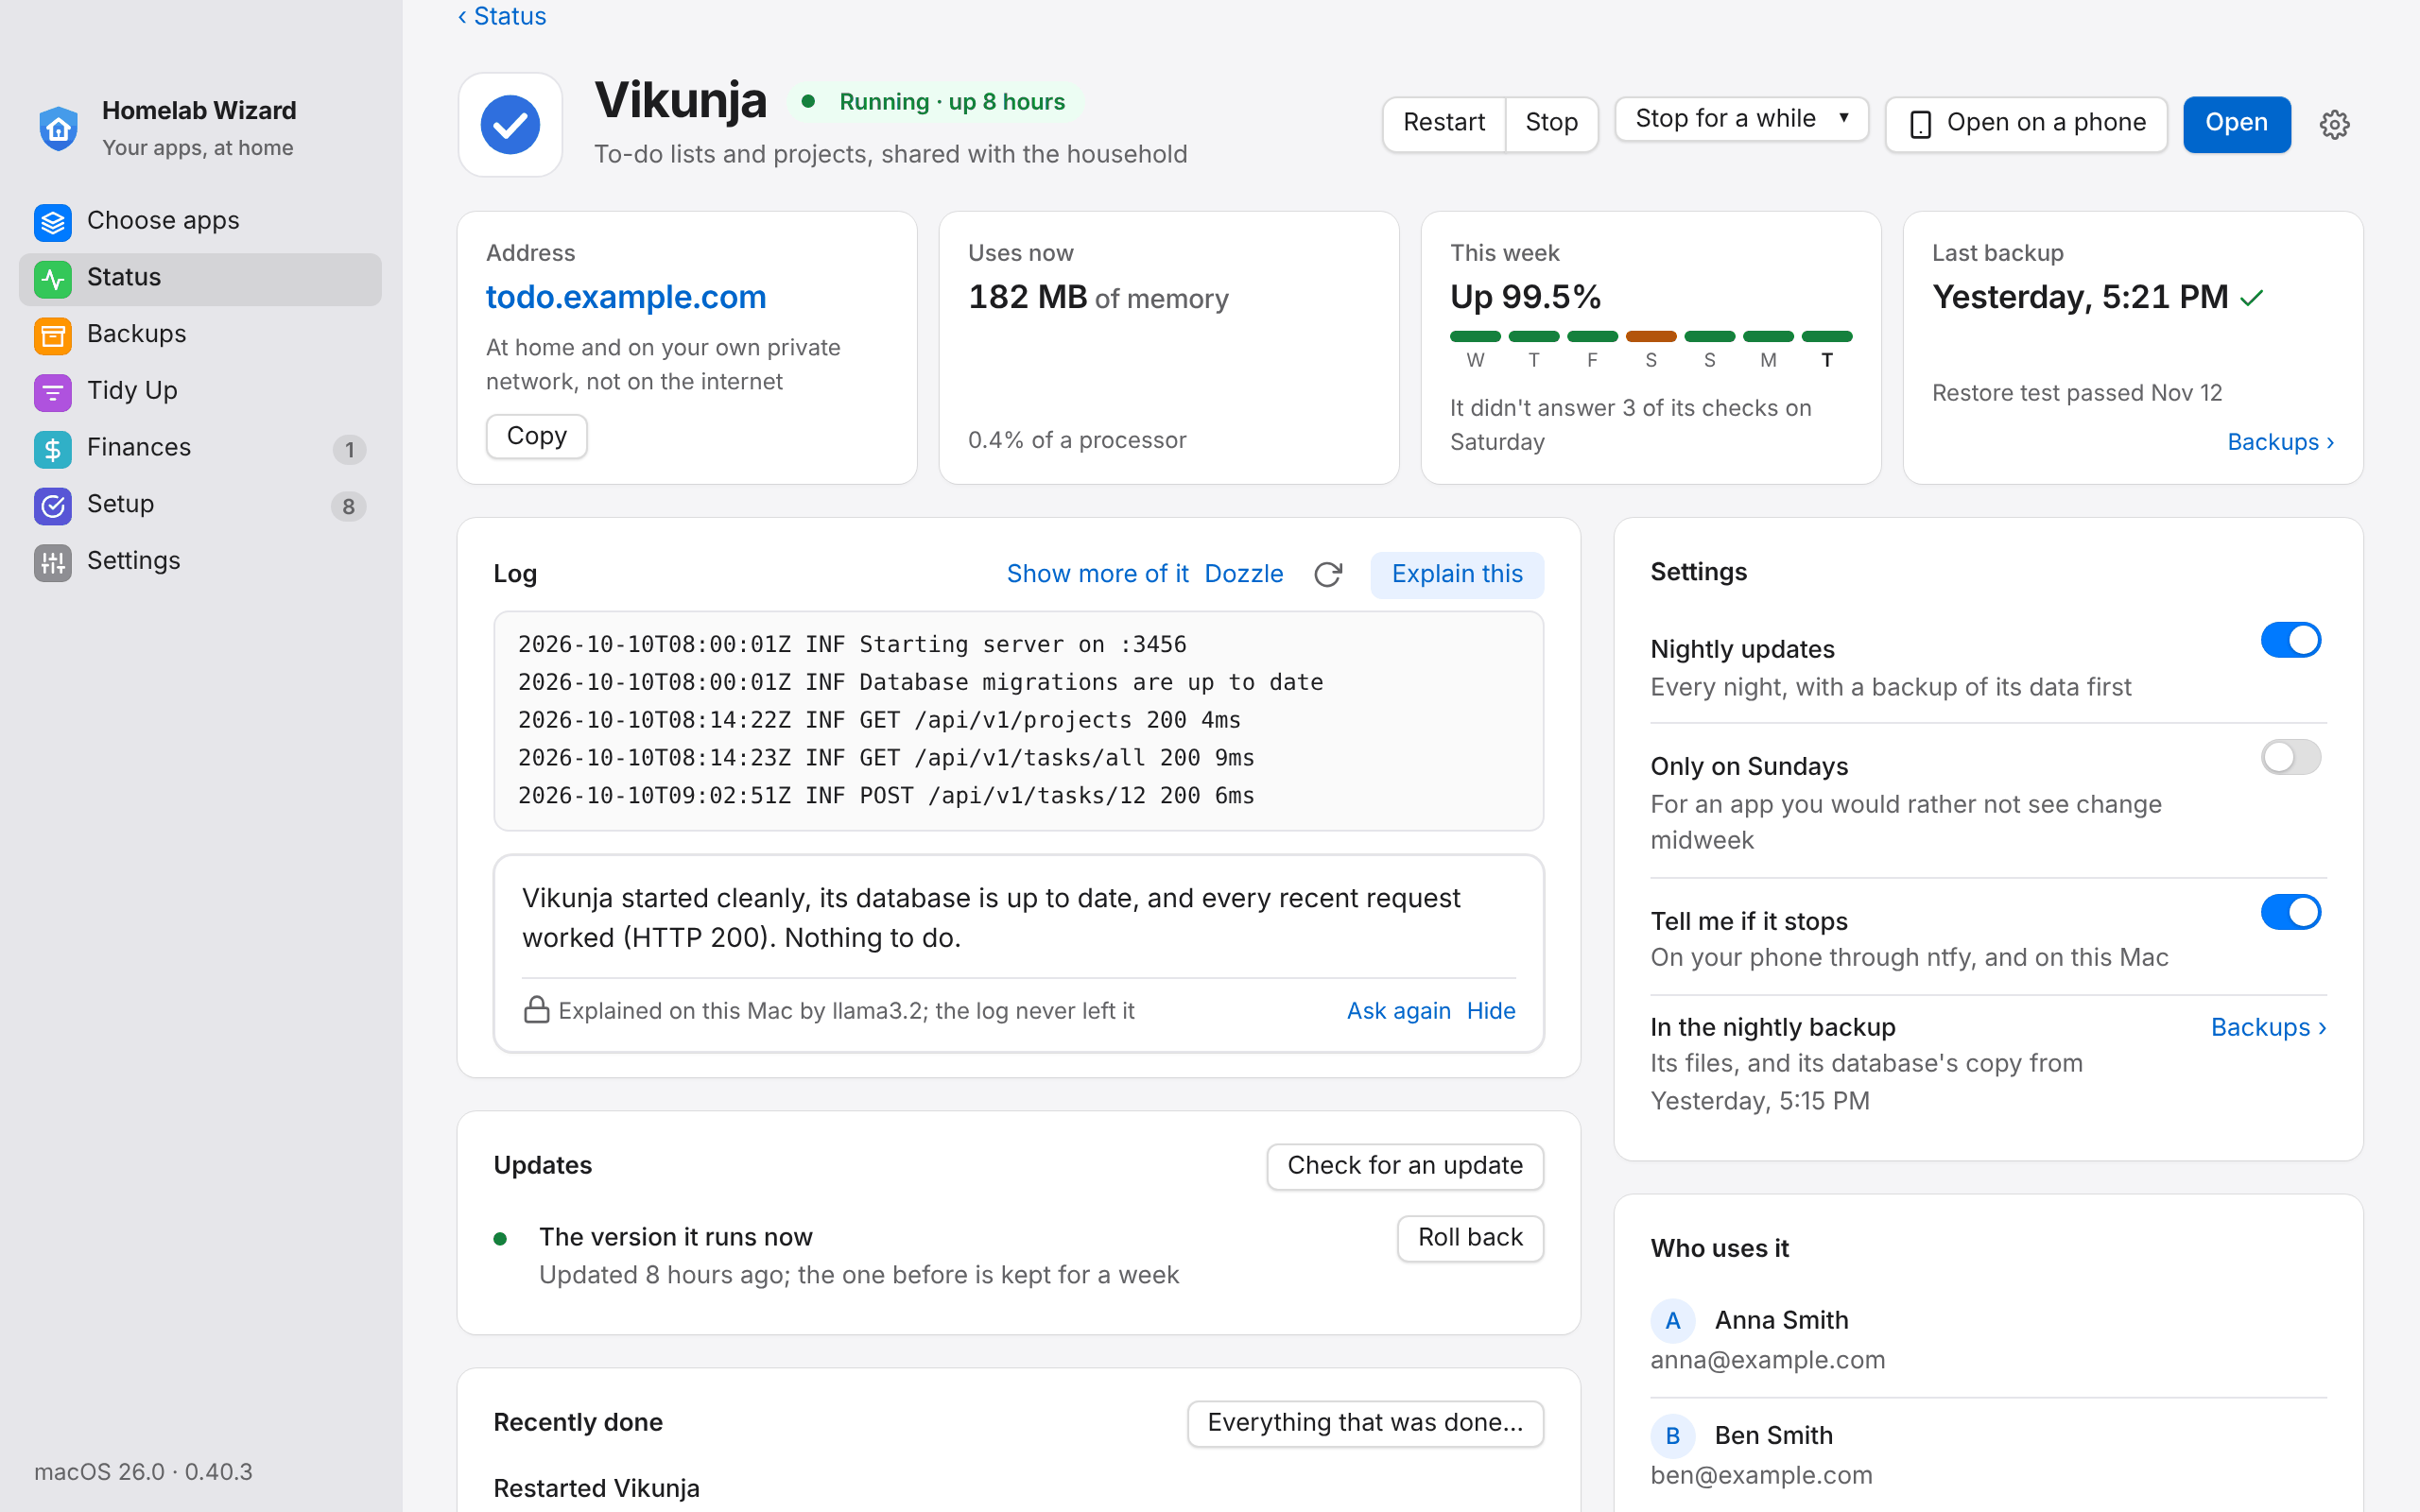 ‹ Status
Homelab Wizard
Your apps, at home
Choose apps
Status
Backups
Tidy Up
Finances 1
Setup 8
Settings
macOS 26.0 · 0.40.3
Vikunja
Running · up 8 hours
To-do lists and projects, shared with the household
Restart
Stop
Stop for a while ▾
Open on a phone
Open
Address
todo.example.com
At home and on your own private
network, not on the internet
Copy
Uses now
182 MB of memory
0.4% of a processor
This week
Up 99.5%
W T F S S M T
It didn't answer 3 of its checks on
Saturday
Last backup
Yesterday, 5:21 PM ✓
Restore test passed Nov 12
Backups ›
Log
Show more of it
Dozzle
Explain this
2026-10-10T08:00:01Z INF Starting server on :3456
2026-10-10T08:00:01Z INF Database migrations are up to date
2026-10-10T08:14:22Z INF GET /api/v1/projects 200 4ms
2026-10-10T08:14:23Z INF GET /api/v1/tasks/all 200 9ms
2026-10-10T09:02:51Z INF POST /api/v1/tasks/12 200 6ms
Vikunja started cleanly, its database is up to date, and every recent request
worked (HTTP 200). Nothing to do.
Explained on this Mac by llama3.2; the log never left it
Ask again
Hide
Updates
Check for an update
The version it runs now
Updated 8 hours ago; the one before is kept for a week
Roll back
Recently done
Everything that was done...
Restarted Vikunja
Settings
Nightly updates
Every night, with a backup of its data first
Only on Sundays
For an app you would rather not see change
midweek
Tell me if it stops
On your phone through ntfy, and on this Mac
In the nightly backup
Backups ›
Its files, and its database's copy from
Yesterday, 5:15 PM
Who uses it
A Anna Smith
anna@example.com
B Ben Smith
ben@example.com